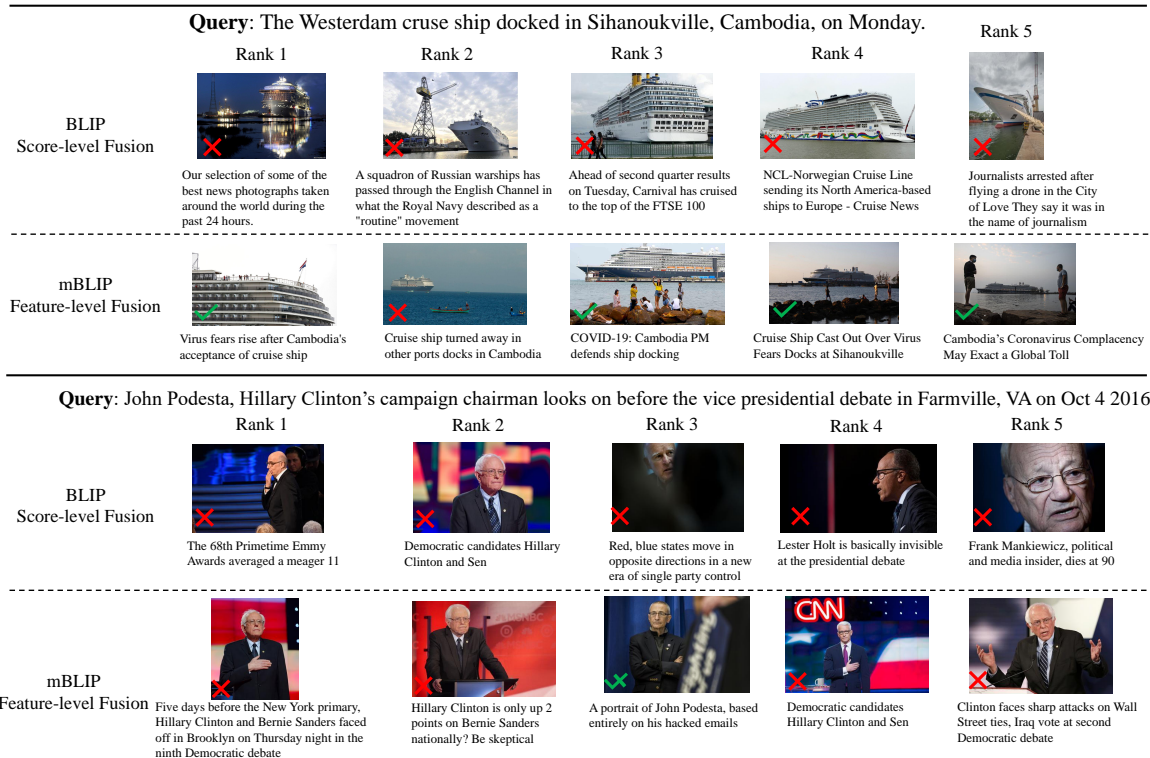 Query: The Westerdam cruse ship docked in Sihanoukville, Cambodia, on Monday.
Rank 1
Rank 2
Rank 3
Rank 4
Rank 5
BLIP
Score-level Fusion
Our selection of some of the
best news photographs taken
around the world during the
past 24 hours.
A squadron of Russian warships has
passed through the English Channel in
what the Royal Navy described as a
"routine" movement
Ahead of second quarter results
on Tuesday, Carnival has cruised
to the top of the FTSE 100
NCL-Norwegian Cruise Line
sending its North America-based
ships to Europe - Cruise News
Journalists arrested after
flying a drone in the City
of Love They say it was in
the name of journalism
mBLIP
Feature-level Fusion
Virus fears rise after Cambodia's
acceptance of cruise ship
Cruise ship turned away in
other ports docks in Cambodia
COVID-19: Cambodia PM
defends ship docking
Cruise Ship Cast Out Over Virus
Fears Docks at Sihanoukville
Cambodia's Coronavirus Complacency
May Exact a Global Toll
Query: John Podesta, Hillary Clinton's campaign chairman looks on before the vice presidential debate in Farmville, VA on Oct 4 2016
Rank 1
Rank 2
Rank 3
Rank 4
Rank 5
BLIP
Score-level Fusion
The 68th Primetime Emmy
Awards averaged a meager 11
Democratic candidates Hillary
Clinton and Sen
Red, blue states move in
opposite directions in a new
era of single party control
Lester Holt is basically invisible
at the presidential debate
Frank Mankiewicz, political
and media insider, dies at 90
mBLIP
Feature-level Fusion
Five days before the New York primary,
Hillary Clinton and Bernie Sanders faced
off in Brooklyn on Thursday night in the
ninth Democratic debate
Hillary Clinton is only up 2
points on Bernie Sanders
nationally? Be skeptical
A portrait of John Podesta, based
entirely on his hacked emails
CNN
Democratic candidates
Hillary Clinton and Sen
Clinton faces sharp attacks on Wall
Street ties, Iraq vote at second
Democratic debate